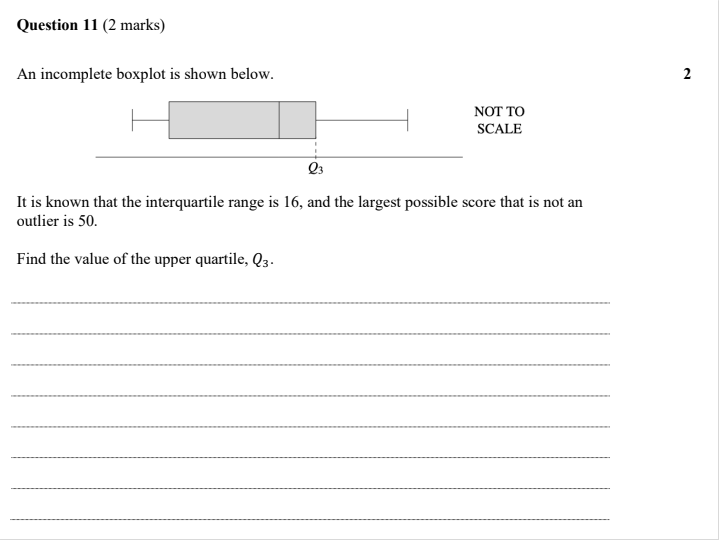 Question 11 (2 marks)
An incomplete boxplot is shown below.
2
NOT TO
SCALE
Q₃
It is known that the interquartile range is 16, and the largest possible score that is not an
outlier is 50.
Find the value of the upper quartile, Q₃.